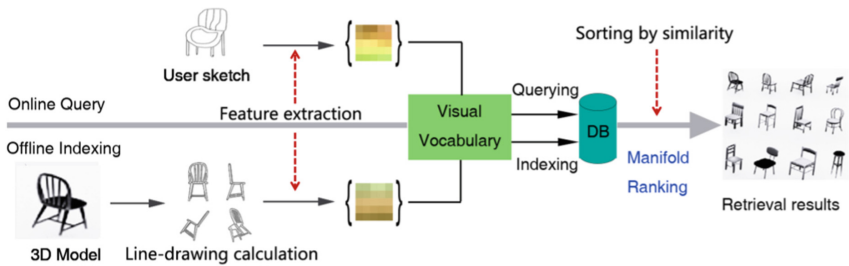 Sorting by similarity
User sketch
Querying
Online Query
Feature extraction
Visual
Vocabulary
DB
Offline Indexing
Indexing
Manifold
Ranking
Retrieval results
3D Model
Line-drawing calculation